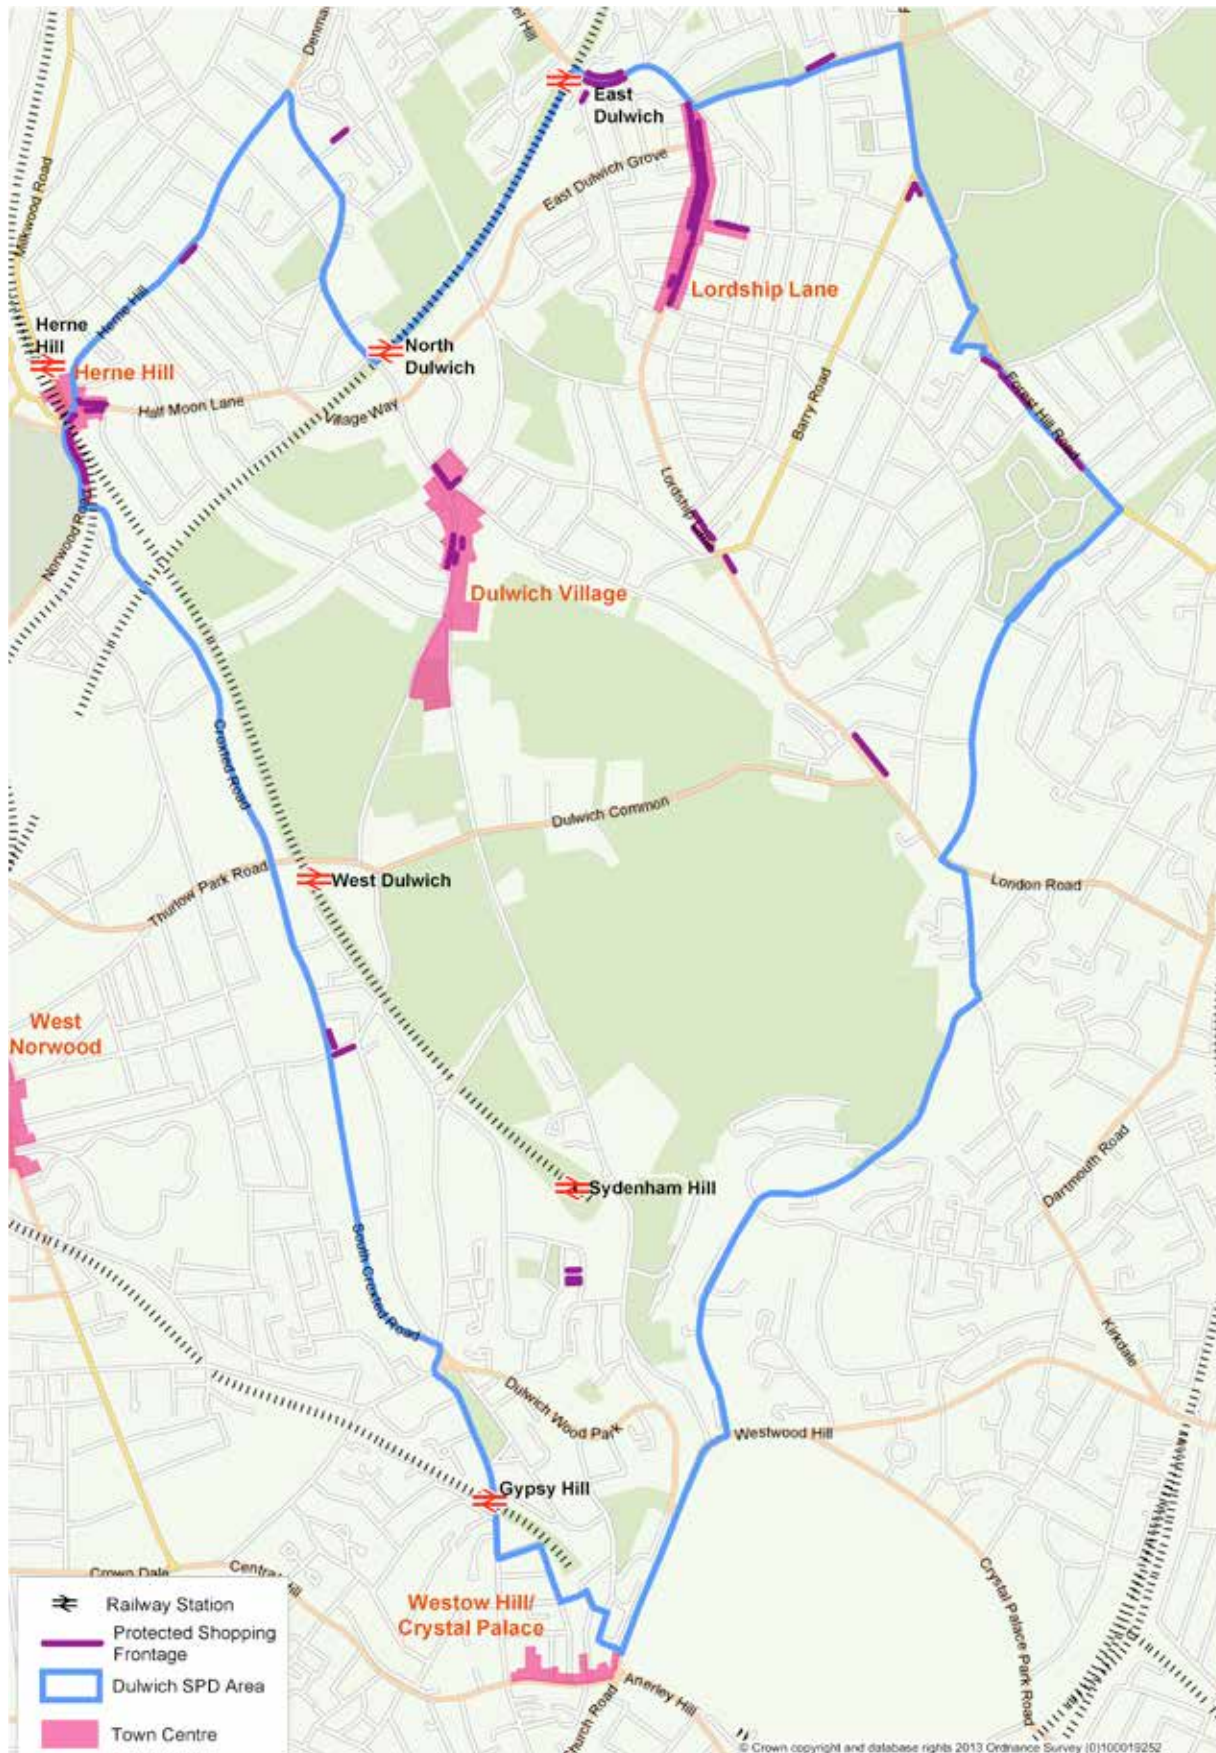 Denma
el Hill
F
East
Dulwich
East Dulwich Grove
Milkwood Road
Lordship Lane
Herne Hill
Herne
Hill
North
Dulwich
Herne Hill
Half Moon Lane
Village Way
Barry Road
Forest Hill Road
Lordship Lane
Norwood Road
Dulwich Village
Croxted Road
Dulwich Common
Thurlow Park Road
West Dulwich
London Road
West
Norwood
Dartmouth Road
Sydenham Hill
South Croxted Road
Kirkdale
Dulwich Wood Park
Westwood Hill
Gypsy Hill
Crown Dale
Central Hill
Westow Hill/
Crystal Palace
Crystal Palace Park Road
Anerley Hill
Church Road
Railway Station
Protected Shopping
Frontage
Dulwich SPD Area
Town Centre
© Crown copyright and database rights 2013 Ordnance Survey (0)100019252